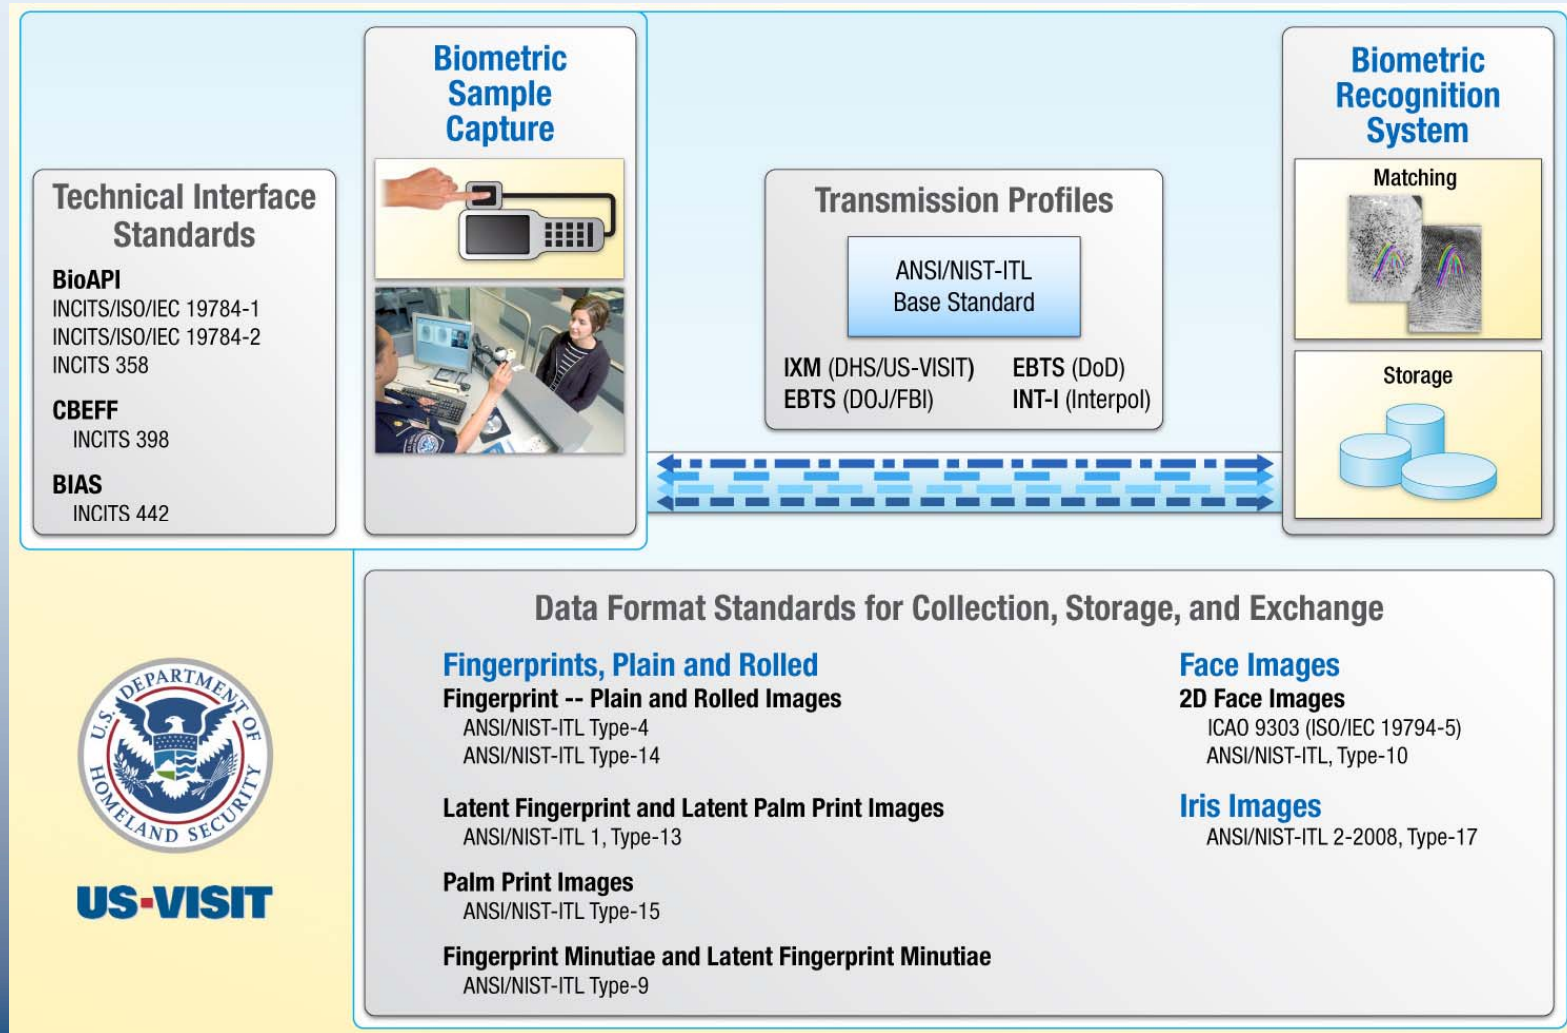 Technical Interface
Standards
BioAPI
INCITS/ISO/IEC 19784-1
INCITS/ISO/IEC 19784-2
INCITS 358
CBEFF
INCITS 398
BIAS
INCITS 442
Biometric
Sample
Capture
Transmission Profiles
ANSI/NIST-ITL
Base Standard
IXM (DHS/US-VISIT) EBTS (DoD)
EBTS (DOJ/FBI) INT-I (Interpol)
Biometric
Recognition
System
Matching
Storage
U.S. DEPARTMENT OF
HOMELAND SECURITY
US-VISIT
Data Format Standards for Collection, Storage, and Exchange
Fingerprints, Plain and Rolled
Fingerprint -- Plain and Rolled Images
ANSI/NIST-ITL Type-4
ANSI/NIST-ITL Type-14
Latent Fingerprint and Latent Palm Print Images
ANSI/NIST-ITL 1, Type-13
Palm Print Images
ANSI/NIST-ITL Type-15
Fingerprint Minutiae and Latent Fingerprint Minutiae
ANSI/NIST-ITL Type-9
Face Images
2D Face Images
ICAO 9303 (ISO/IEC 19794-5)
ANSI/NIST-ITL, Type-10
Iris Images
ANSI/NIST-ITL 2-2008, Type-17